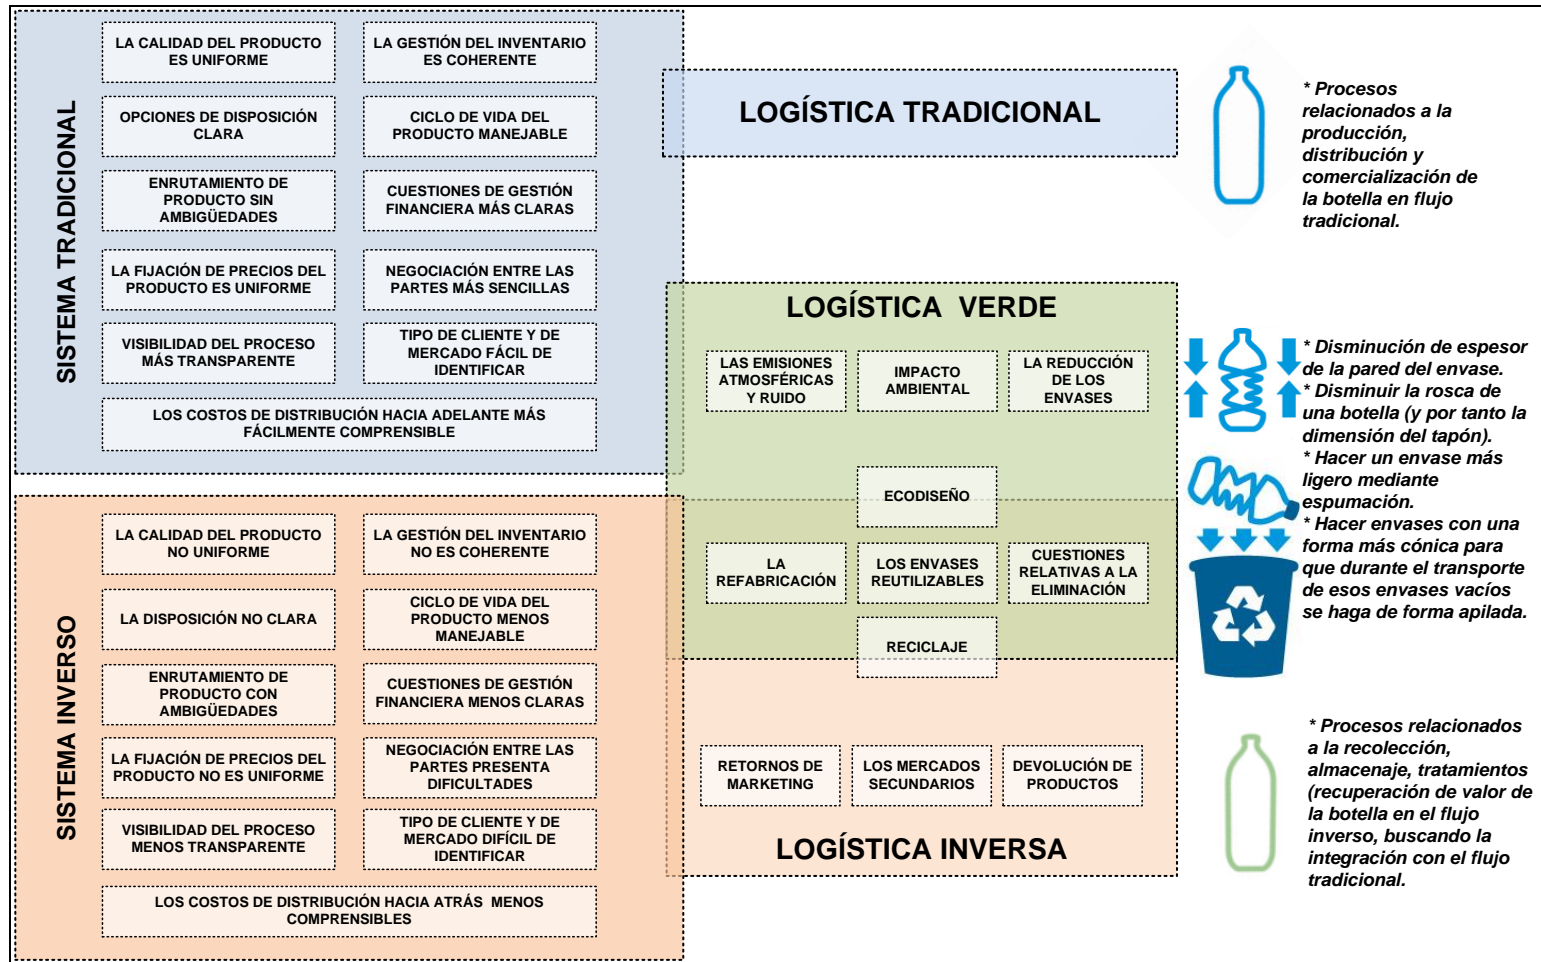 SISTEMA TRADICIONAL
LA CALIDAD DEL PRODUCTO
ES UNIFORME
LA GESTIÓN DEL INVENTARIO
ES COHERENTE
OPCIONES DE DISPOSICIÓN
CLARA
CICLO DE VIDA DEL
PRODUCTO MANEJABLE
ENRUTAMIENTO DE
PRODUCTO SIN
AMBIGÜEDADES
CUESTIONES DE GESTIÓN
FINANCIERA MÁS CLARAS
LA FIJACIÓN DE PRECIOS DEL
PRODUCTO ES UNIFORME
NEGOCIACIÓN ENTRE LAS
PARTES MÁS SENCILLAS
VISIBILIDAD DEL PROCESO
MÁS TRANSPARENTE
TIPO DE CLIENTE Y DE
MERCADO FÁCIL DE
IDENTIFICAR
LOS COSTOS DE DISTRIBUCIÓN HACIA ADELANTE MÁS
FÁCILMENTE COMPRENSIBLE
SISTEMA INVERSO
LA CALIDAD DEL PRODUCTO
NO UNIFORME
LA GESTIÓN DEL INVENTARIO
NO ES COHERENTE
LA DISPOSICIÓN NO CLARA
CICLO DE VIDA DEL
PRODUCTO MENOS
MANEJABLE
ENRUTAMIENTO DE
PRODUCTO CON
AMBIGÜEDADES
CUESTIONES DE GESTIÓN
FINANCIERA MENOS CLARAS
LA FIJACIÓN DE PRECIOS DEL
PRODUCTO NO ES UNIFORME
NEGOCIACIÓN ENTRE LAS
PARTES PRESENTA
DIFICULTADES
VISIBILIDAD DEL PROCESO
MENOS TRANSPARENTE
TIPO DE CLIENTE Y DE
MERCADO DIFÍCIL DE
IDENTIFICAR
LOS COSTOS DE DISTRIBUCIÓN HACIA ATRÁS MENOS
COMPRENSIBLES
LOGÍSTICA TRADICIONAL
LOGÍSTICA VERDE
LAS EMISIONES
ATMOSFÉRICAS
Y RUIDO
IMPACTO
AMBIENTAL
LA REDUCCIÓN
DE LOS
ENVASES
ECODISEÑO
LA
REFABRICACIÓN
LOS ENVASES
REUTILIZABLES
CUESTIONES
RELATIVAS A LA
ELIMINACIÓN
RECICLAJE
RETORNOS DE
MARKETING
LOS MERCADOS
SECUNDARIOS
DEVOLUCIÓN DE
PRODUCTOS
LOGÍSTICA INVERSA
* Procesos
relacionados a la
producción,
distribución y
comercialización de
la botella en flujo
tradicional.
* Disminución de espesor
de la pared del envase.
* Disminuir la rosca de
una botella (y por tanto la
dimensión del tapón).
* Hacer un envase más
ligero mediante
espumación.
* Hacer envases con una
forma más cónica para
que durante el transporte
de esos envases vacíos
se haga de forma apilada.
* Procesos relacionados
a la recolección,
almacenaje, tratamientos
(recuperación de valor de
la botella en el flujo
inverso, buscando la
integración con el flujo
tradicional.